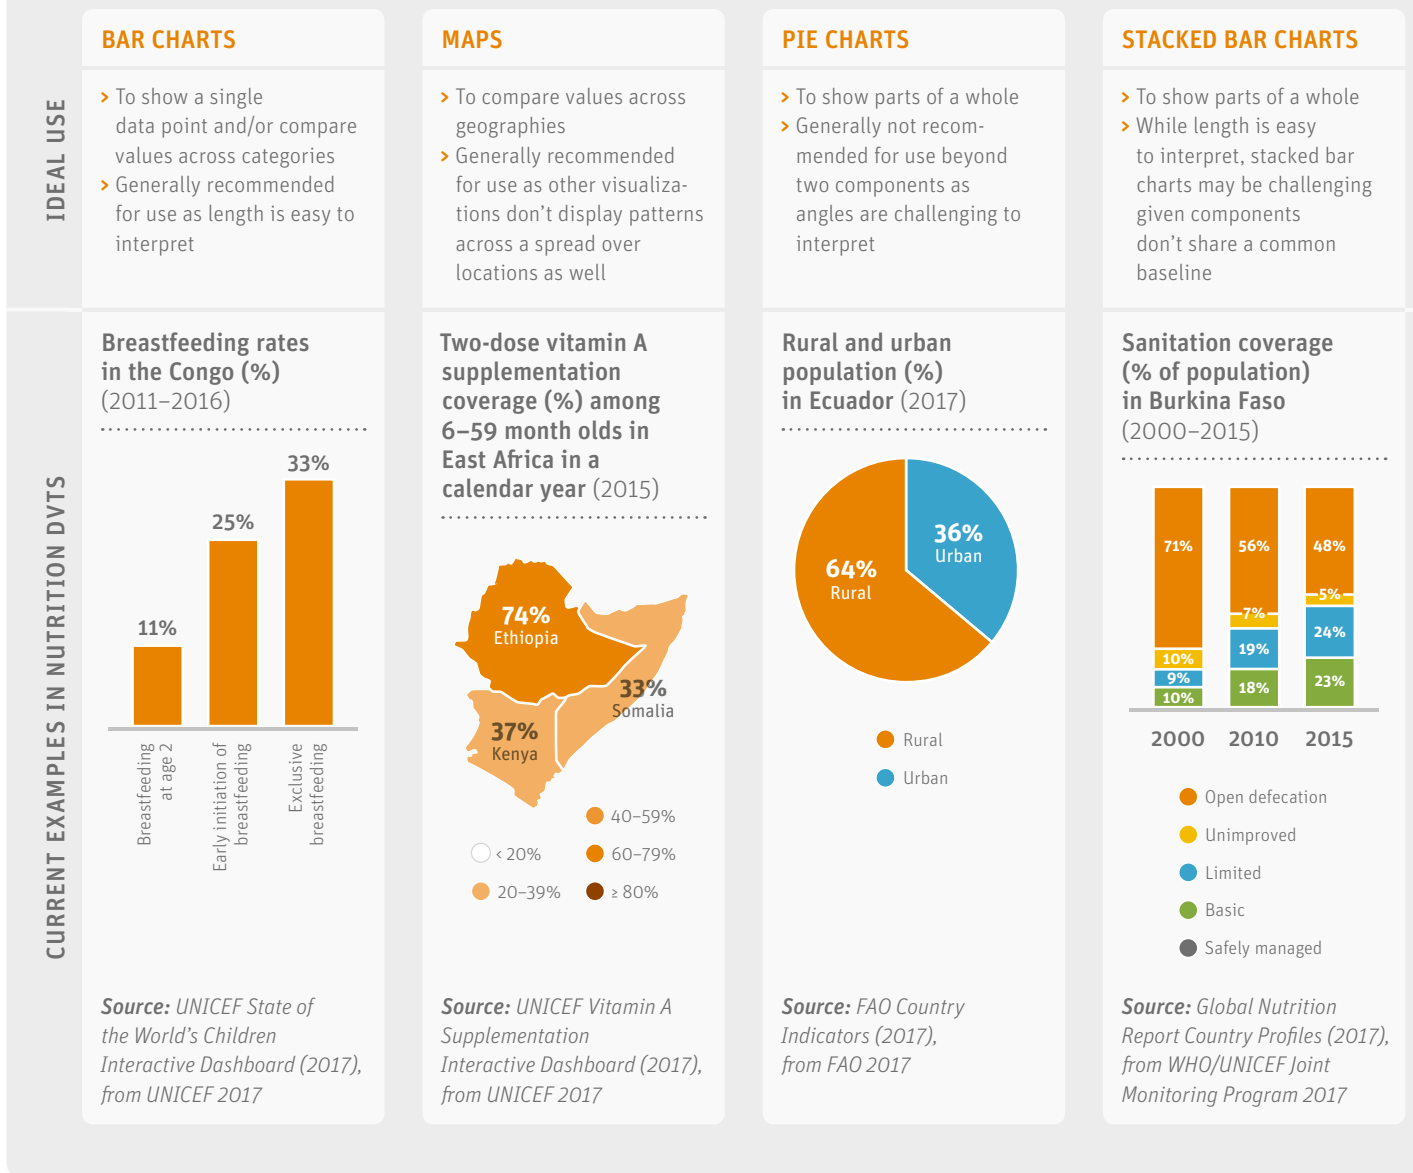 BAR CHARTS
MAPS
PIE CHARTS
STACKED BAR CHARTS
IDEAL USE
> To show a single
data point and/or compare
values across categories
> Generally recommended
for use as length is easy to
interpret
> To compare values across
geographies
> Generally recommended
for use as other visualiza-
tions don't display patterns
across a spread over
locations as well
> To show parts of a whole
> Generally not recom-
mended for use beyond
two components as
angles are challenging to
interpret
> To show parts of a whole
> While length is easy
to interpret, stacked bar
charts may be challenging
given components
don't share a common
baseline
CURRENT EXAMPLES IN NUTRITION DVTS
Breastfeeding rates
in the Congo (%)
(2011–2016)
33%
25%
11%
Breastfeeding
at age 2
Early initiation of
breastfeeding
Exclusive
breastfeeding
Source: UNICEF State of
the World's Children
Interactive Dashboard (2017),
from UNICEF 2017
Two-dose vitamin A
supplementation
coverage (%) among
6–59 month olds in
East Africa in a
calendar year (2015)
74%
Ethiopia
33%
Somalia
37%
Kenya
40–59%
< 20%
60–79%
20–39%
≥ 80%
Source: UNICEF Vitamin A
Supplementation
Interactive Dashboard (2017),
from UNICEF 2017
Rural and urban
population (%)
in Ecuador (2017)
36%
Urban
64%
Rural
Rural
Urban
Source: FAO Country
Indicators (2017),
from FAO 2017
Sanitation coverage
(% of population)
in Burkina Faso
(2000–2015)
71%
10%
9%
10%
56%
7%
19%
18%
48%
5%
24%
23%
2000
2010
2015
Open defecation
Unimproved
Limited
Basic
Safely managed
Source: Global Nutrition
Report Country Profiles (2017),
from WHO/UNICEF Joint
Monitoring Program 2017